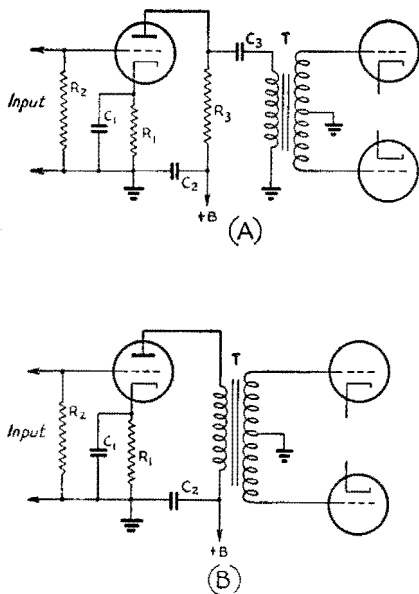 C3
T
R2
Input
C1
R1
R3
C2
+B
(A)
T
R2
Input
C1
R1
C2
+B
(B)